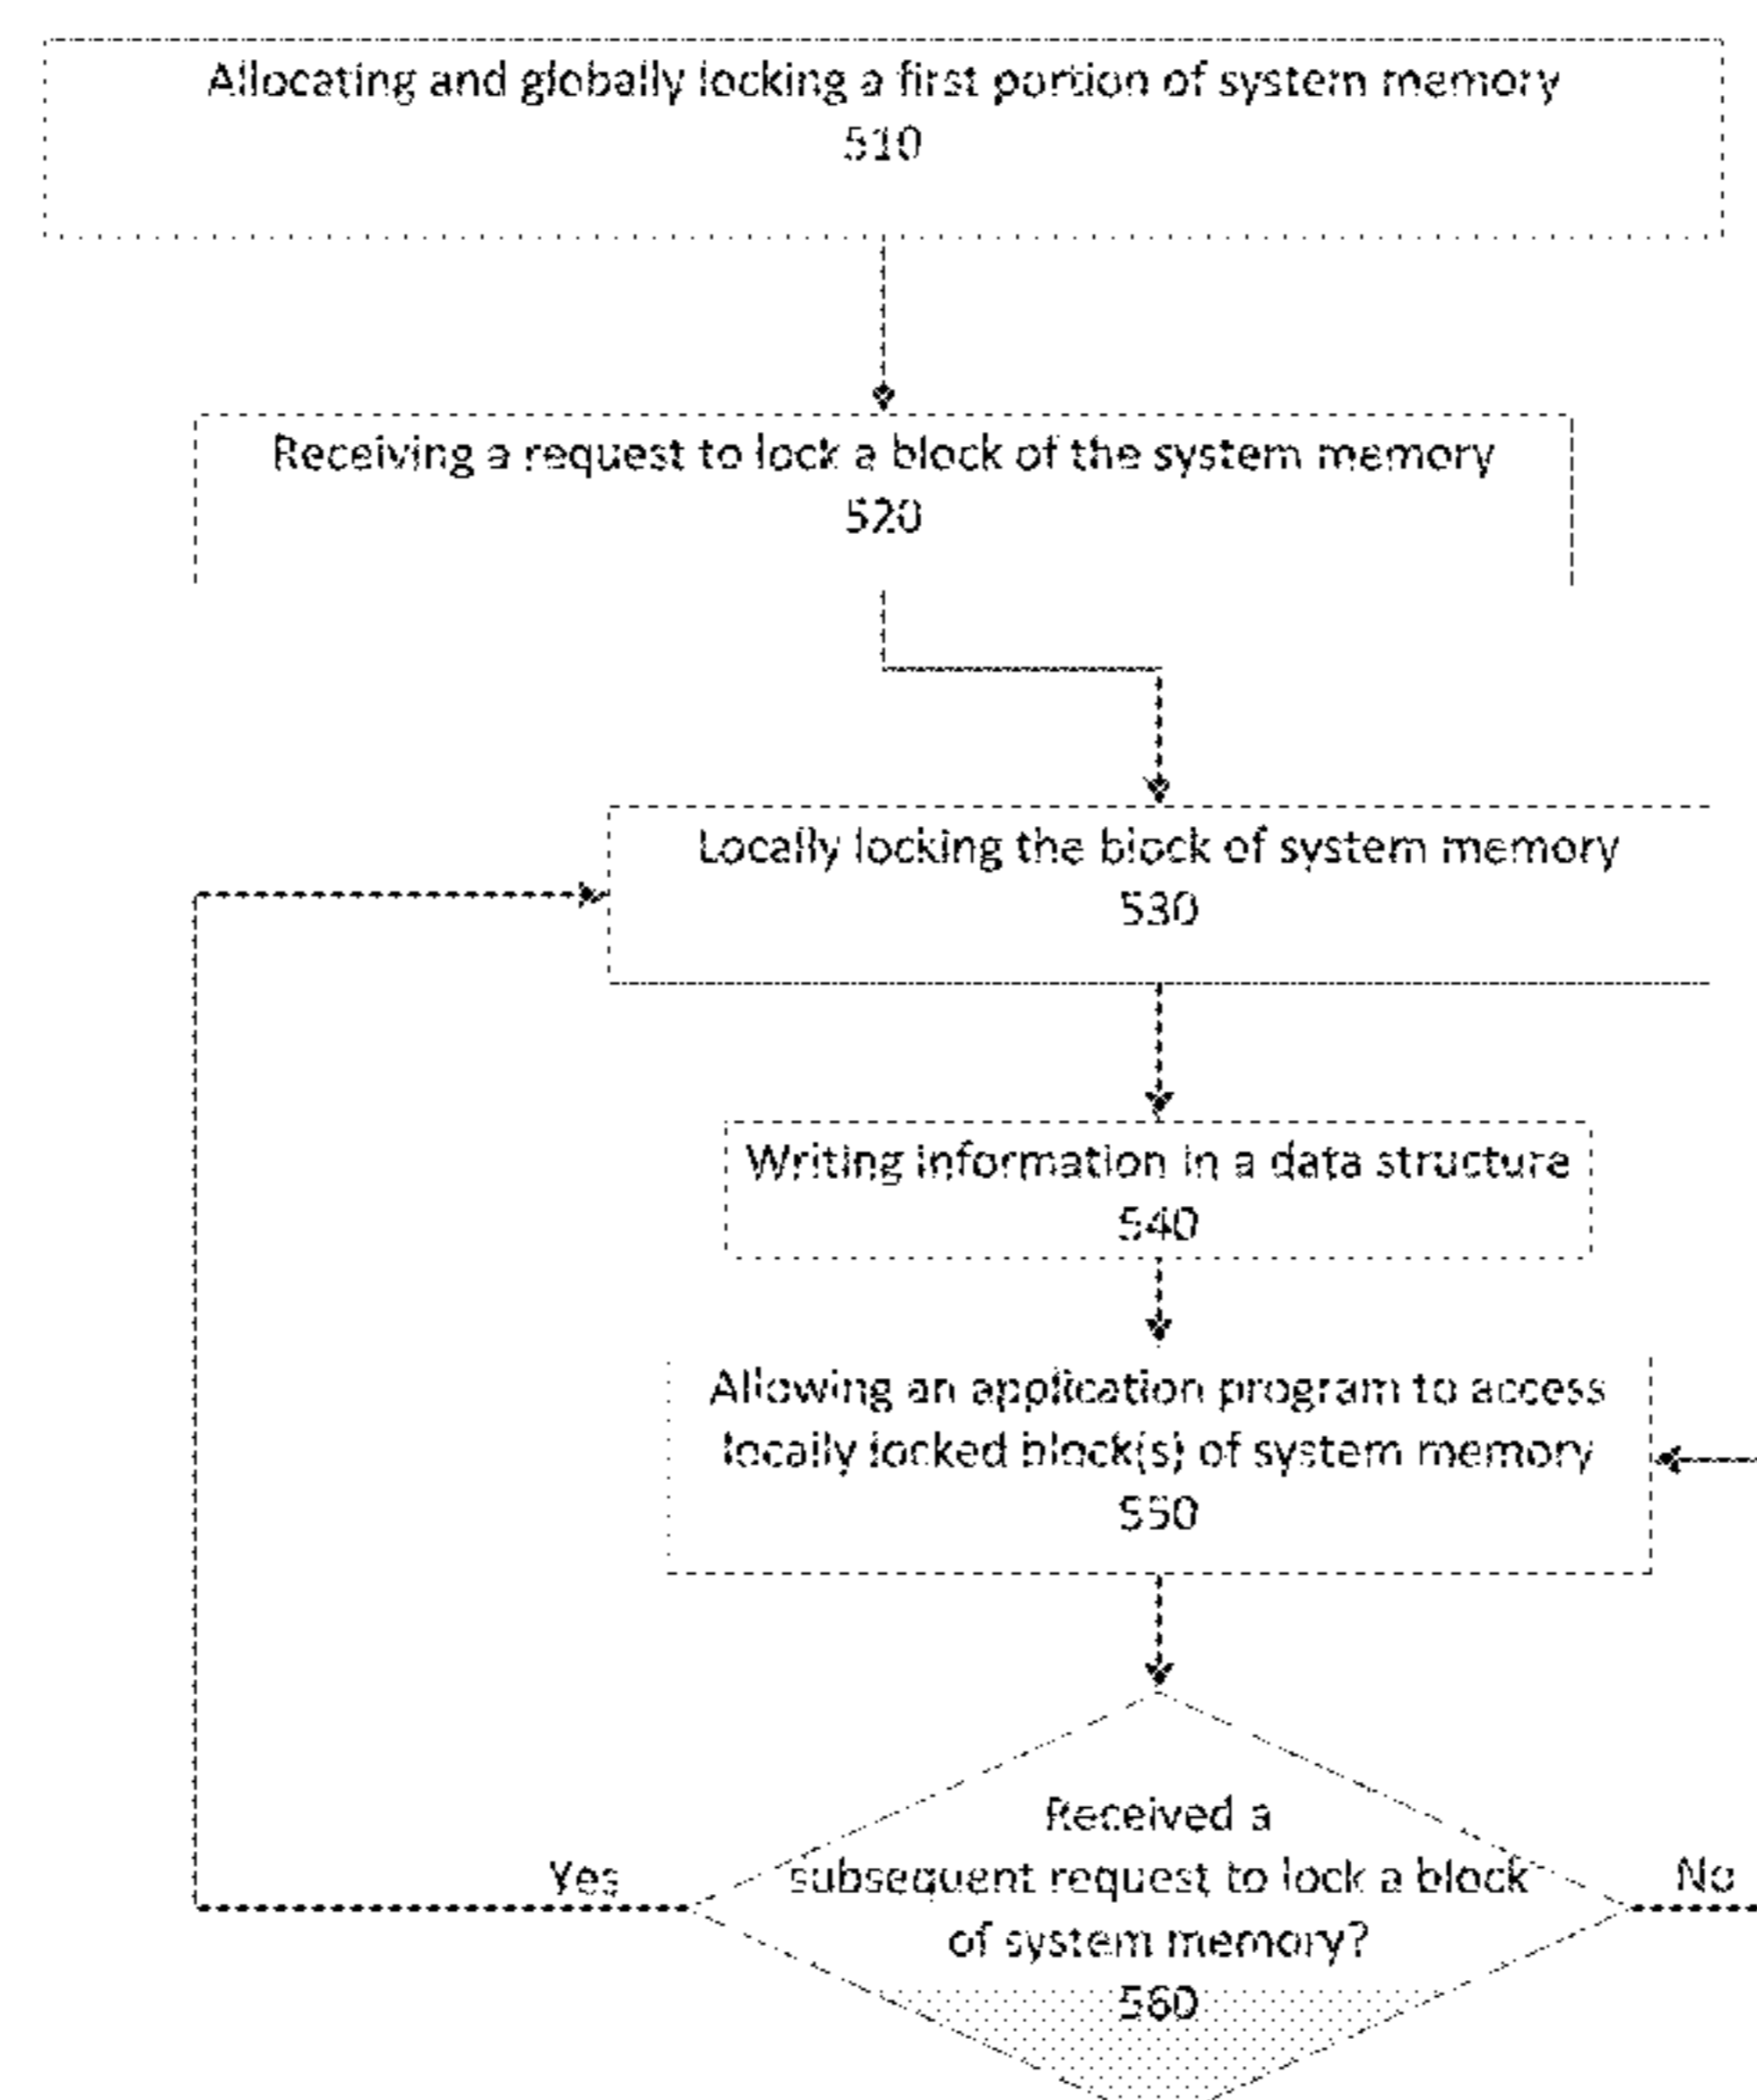 Allocating and globally locking a first portion of system memory
510
Receiving a request to lock a block of the system memory
520
Locally locking the block of system memory
530
Writing information in a data structure
540
Allowing an application program to access
locally locked block(s) of system memory
550
Received a
Yes
subsequent request to lock a block
No
of system memory?
560